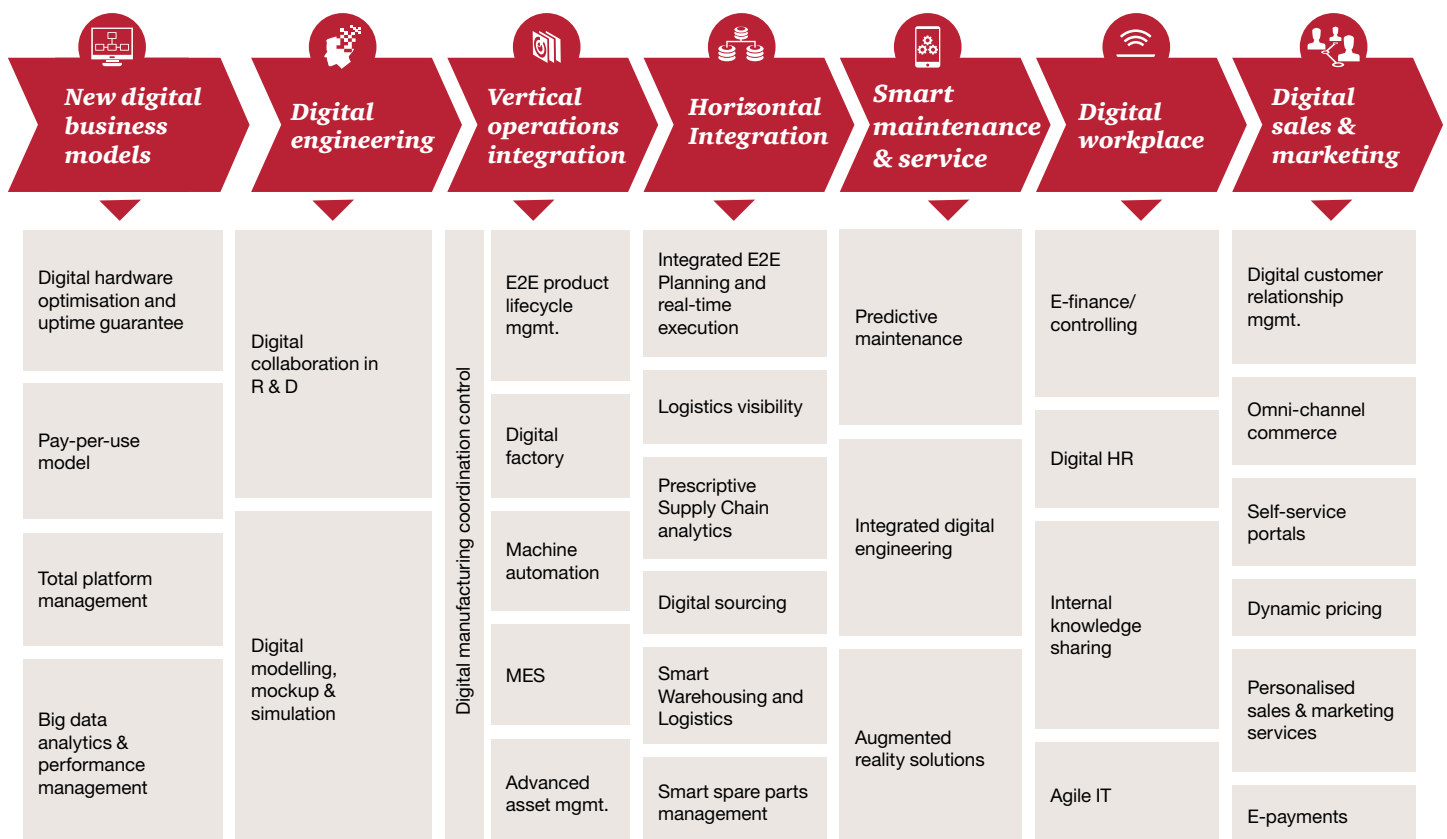 New digital
business
models
Digital
engineering
Vertical
operations
integration
Horizontal
Integration
Smart
maintenance
& service
Digital
workplace
Digital
sales &
marketing
Digital hardware
optimisation and
uptime guarantee
Pay-per-use
model
Total platform
management
Big data
analytics &
performance
management
Digital
collaboration in
R & D
Digital
modelling,
mockup &
simulation
Digital manufacturing coordination control
E2E product
lifecycle
mgmt.
Digital
factory
Machine
automation
MES
Advanced
asset mgmt.
Integrated E2E
Planning and
real-time
execution
Logistics visibility
Prescriptive
Supply Chain
analytics
Digital sourcing
Smart
Warehousing and
Logistics
Smart spare parts
management
Predictive
maintenance
Integrated digital
engineering
Augmented
reality solutions
E-finance/
controlling
Digital HR
Internal
knowledge
sharing
Agile IT
Digital customer
relationship
mgmt.
Omni-channel
commerce
Self-service
portals
Dynamic pricing
Personalised
sales & marketing
services
E-payments